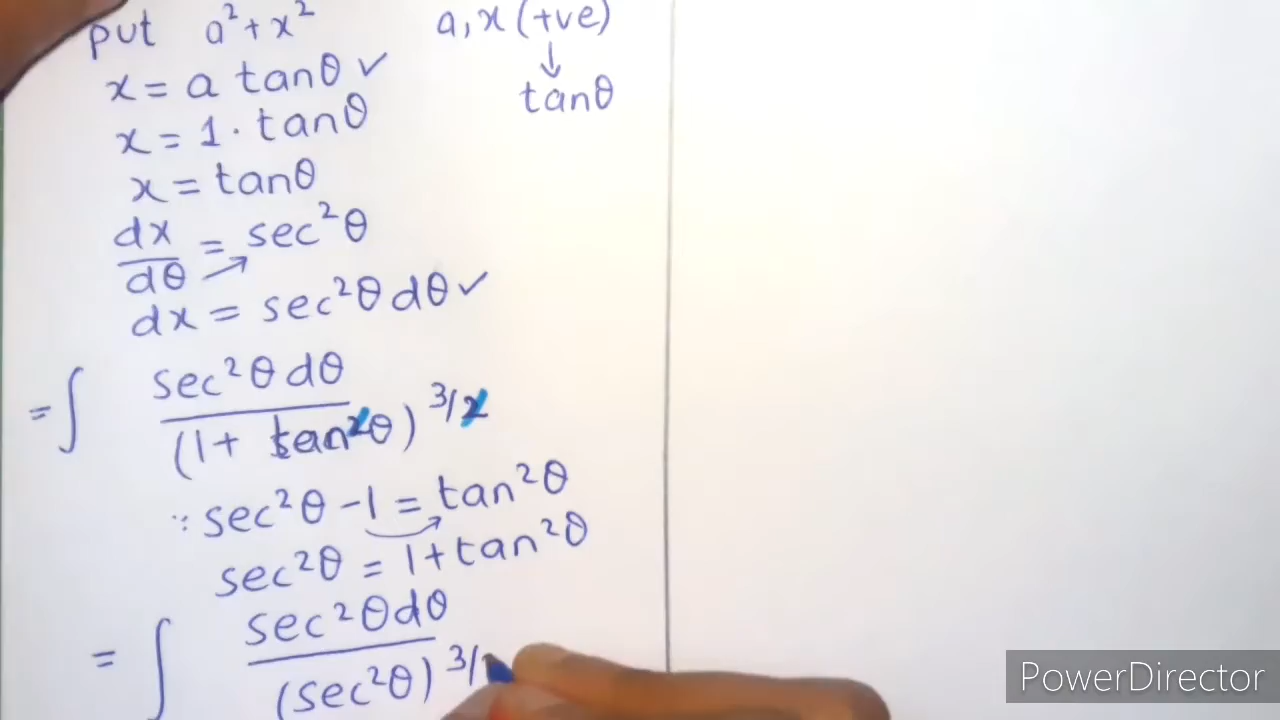 put a²+x² a, x (+ve)
↓
x = a tanθ ✓ tanθ
x = 1 · tanθ
x = tanθ
dx/dθ = sec²θ
dx = sec²θ dθ ✓
= ∫ sec²θ dθ
(1 + tan²θ)^3/2
∵ sec²θ − 1 = tan²θ
sec²θ = 1 + tan²θ
= ∫ sec²θ dθ
(sec²θ)^3/
PowerDirector